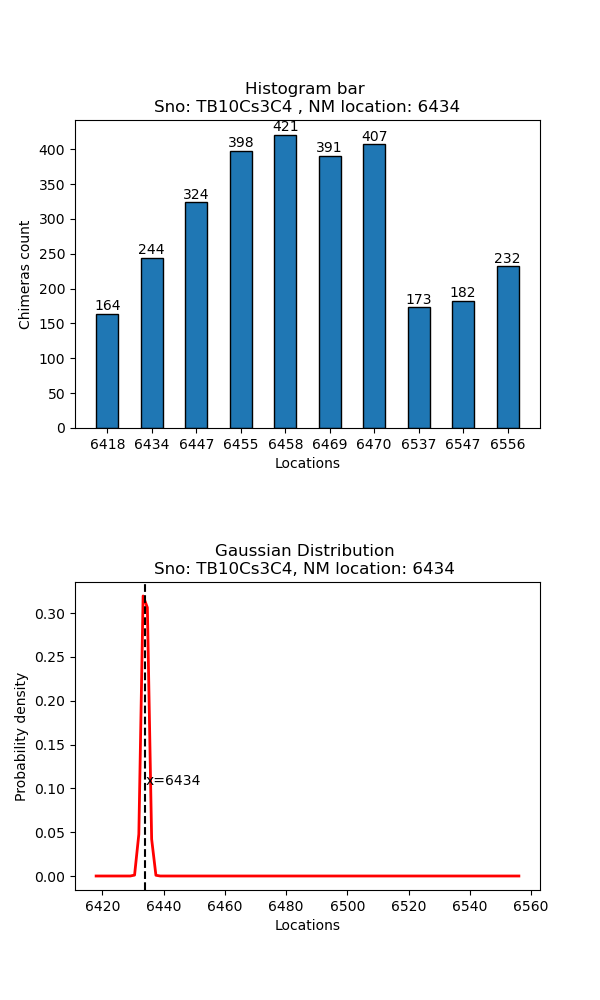 Histogram bar
Sno: TB10Cs3C4 , NM location: 6434
Chimeras count
400
350
300
250
200
150
100
50
0
164
244
324
398
421
391
407
173
182
232
6418 6434 6447 6455 6458 6469 6470 6537 6547 6556
Locations
Gaussian Distribution
Sno: TB10Cs3C4, NM location: 6434
Probability density
0.30
0.25
0.20
0.15
0.10
0.05
0.00
x=6434
6420 6440 6460 6480 6500 6520 6540 6560
Locations